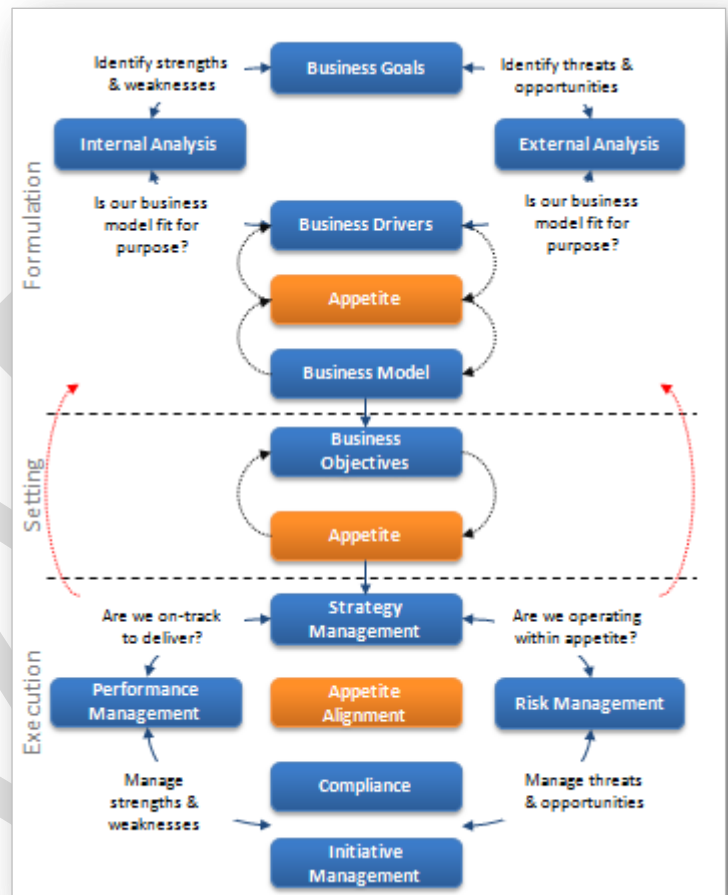 Identify strengths
& weaknesses
Business Goals
Identify threats &
opportunities
Internal Analysis
External Analysis
Formulation
Is our business
model fit for
purpose?
Business Drivers
Is our business
model fit for
purpose?
Appetite
Business Model
Setting
Business
Objectives
Appetite
Execution
Are we on-track
to deliver?
Strategy
Management
Are we operating
within appetite?
Performance
Management
Appetite
Alignment
Risk Management
Manage
strengths &
weaknesses
Compliance
Manage threats
& opportunities
Initiative
Management